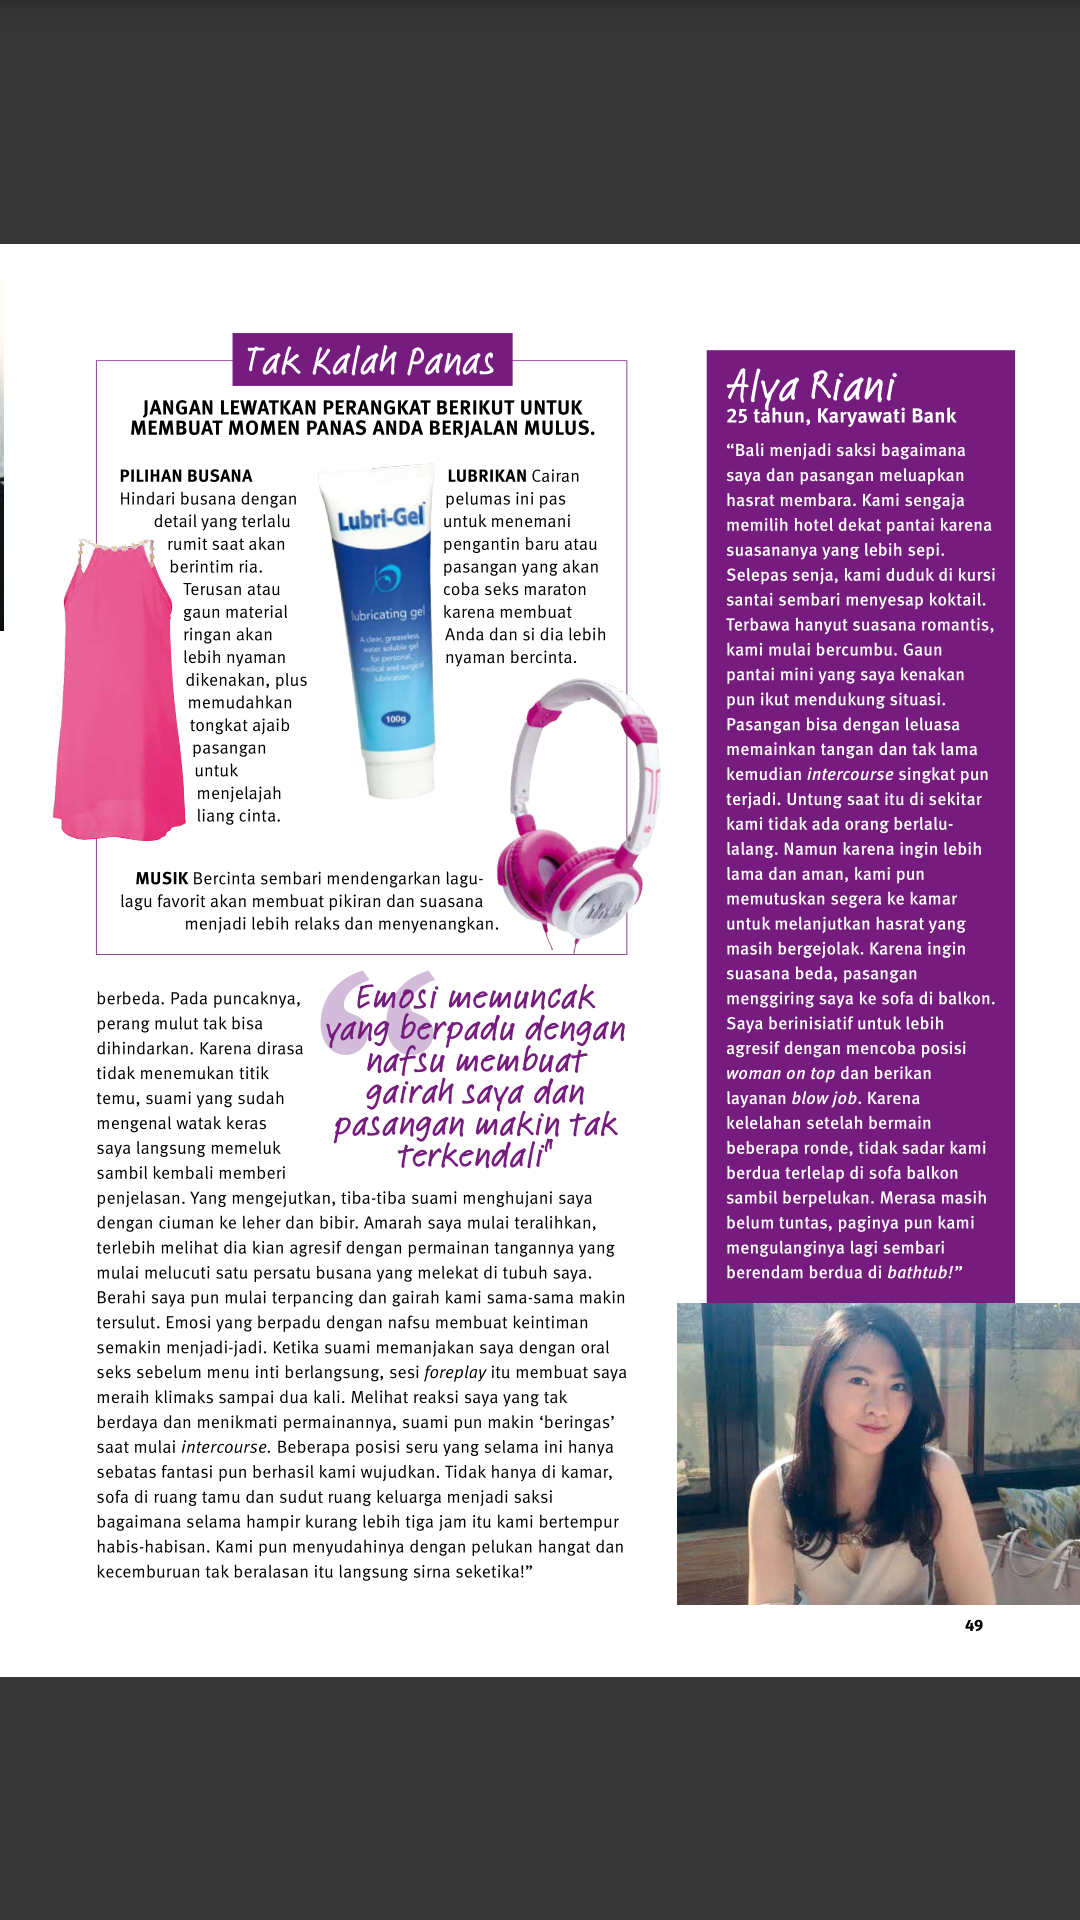 Tak Kalah Panas
JANGAN LEWATKAN PERANGKAT BERIKUT UNTUK
MEMBUAT MOMEN PANAS ANDA BERJALAN MULUS.
PILIHAN BUSANA
Hindari busana dengan
detail yang terlalu
rumit saat akan
berintim ria.
Terusan atau
gaun material
ringan akan
lebih nyaman
dikenakan, plus
memudahkan
tongkat ajaib
pasangan
untuk
menjelajah
liang cinta.
Lubri-Gel
lubricating gel
A clear, greaseless,
water soluble gel
for personal,
medical and surgical
lubrication.
100g
LUBRIKAN Cairan
pelumas ini pas
untuk menemani
pengantin baru atau
pasangan yang akan
coba seks maraton
karena membuat
Anda dan si dia lebih
nyaman bercinta.
MUSIK Bercinta sembari mendengarkan lagu-
lagu favorit akan membuat pikiran dan suasana
menjadi lebih relaks dan menyenangkan.
berbeda. Pada puncaknya,
perang mulut tak bisa
dihindarkan. Karena dirasa
tidak menemukan titik
temu, suami yang sudah
mengenal watak keras
saya langsung memeluk
sambil kembali memberi
penjelasan. Yang mengejutkan, tiba-tiba suami menghujani saya
dengan ciuman ke leher dan bibir. Amarah saya mulai teralihkan,
terlebih melihat dia kian agresif dengan permainan tangannya yang
mulai melucuti satu persatu busana yang melekat di tubuh saya.
Berahi saya pun mulai terpancing dan gairah kami sama-sama makin
tersulut. Emosi yang berpadu dengan nafsu membuat keintiman
semakin menjadi-jadi. Ketika suami memanjakan saya dengan oral
seks sebelum menu inti berlangsung, sesi foreplay itu membuat saya
meraih klimaks sampai dua kali. Melihat reaksi saya yang tak
berdaya dan menikmati permainannya, suami pun makin ‘beringas’
saat mulai intercourse. Beberapa posisi seru yang selama ini hanya
sebatas fantasi pun berhasil kami wujudkan. Tidak hanya di kamar,
sofa di ruang tamu dan sudut ruang keluarga menjadi saksi
bagaimana selama hampir kurang lebih tiga jam itu kami bertempur
habis-habisan. Kami pun menyudahinya dengan pelukan hangat dan
kecemburuan tak beralasan itu langsung sirna seketika!”
“Emosi memuncak
yang berpadu dengan
nafsu membuat
gairah saya dan
pasangan makin tak
terkendali"
Alya Riani
25 tahun, Karyawati Bank
“Bali menjadi saksi bagaimana
saya dan pasangan meluapkan
hasrat membara. Kami sengaja
memilih hotel dekat pantai karena
suasananya yang lebih sepi.
Selepas senja, kami duduk di kursi
santai sembari menyesap koktail.
Terbawa hanyut suasana romantis,
kami mulai bercumbu. Gaun
pantai mini yang saya kenakan
pun ikut mendukung situasi.
Pasangan bisa dengan leluasa
memainkan tangan dan tak lama
kemudian intercourse singkat pun
terjadi. Untung saat itu di sekitar
kami tidak ada orang berlalu-
lalang. Namun karena ingin lebih
lama dan aman, kami pun
memutuskan segera ke kamar
untuk melanjutkan hasrat yang
masih bergejolak. Karena ingin
suasana beda, pasangan
menggiring saya ke sofa di balkon.
Saya berinisiatif untuk lebih
agresif dengan mencoba posisi
woman on top dan berikan
layanan blow job. Karena
kelelahan setelah bermain
beberapa ronde, tidak sadar kami
berdua terlelap di sofa balkon
sambil berpelukan. Merasa masih
belum tuntas, paginya pun kami
mengulanginya lagi sembari
berendam berdua di bathtub!”
49